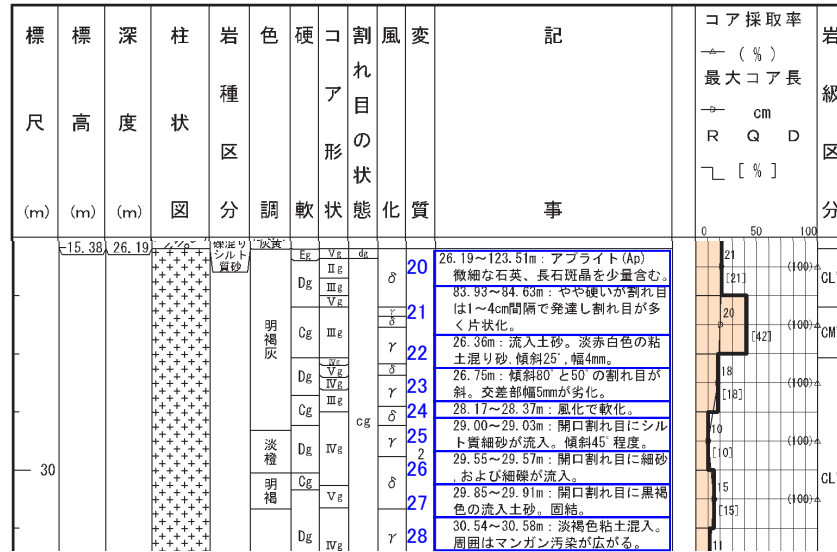 標尺(m)
標高(m)
深度(m)
柱状図
岩種区分
色調
硬軟
コア形状
割れ目の状態
風化
変質
記事
コア採取率
(%)
最大コア長
cm
R Q D
[%]
岩級区分
0 50 100
-15.38
26.19
礫混り
シルト
質砂
灰黄
明褐灰
淡橙
明褐
Eg
Dg
Cg
Dg
Cg
Dg
Cg
Dg
Vg
IIg
IIIg
Vg
IIIg
IVg
Vg
IVg
IIIg
IVg
Vg
IVg
dg
cg
δ
γ
δ
γ
δ
γ
δ
γ
δ
γ
2
30
20
26.19~123.51m:アプライト(Ap)
微細な石英、長石斑晶を少量含む。
21
83.93~84.63m:やや硬いが割れ目
は1~4cm間隔で発達し割れ目が多
く片状化。
22
26.36m:流入土砂。淡赤白色の粘
土混り砂,傾斜25°,幅4mm。
23
26.75m:傾斜80°と50°の割れ目が
斜。交差部幅5mmが劣化。
24
28.17~28.37m:風化で軟化。
25
29.00~29.03m:開口割れ目にシル
ト質細砂が流入。傾斜45°程度。
26
29.55~29.57m:開口割れ目に細砂
,および細礫が流入。
27
29.85~29.91m:開口割れ目に黒褐
色の流入土砂。固結。
28
30.54~30.58m:淡褐色粘土混入。
周囲はマンガン汚染が広がる。
21
(100)
[21]
20
(100)
[42]
18
(100)
[18]
10
(100)
[10]
15
(100)
[15]
11
CL
CM
CL